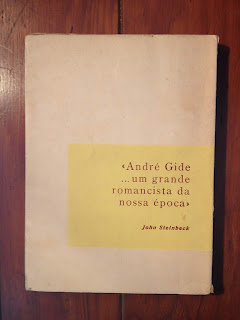 «André Gide
...um grande
romancista da
nossa época»
John Steinbeck